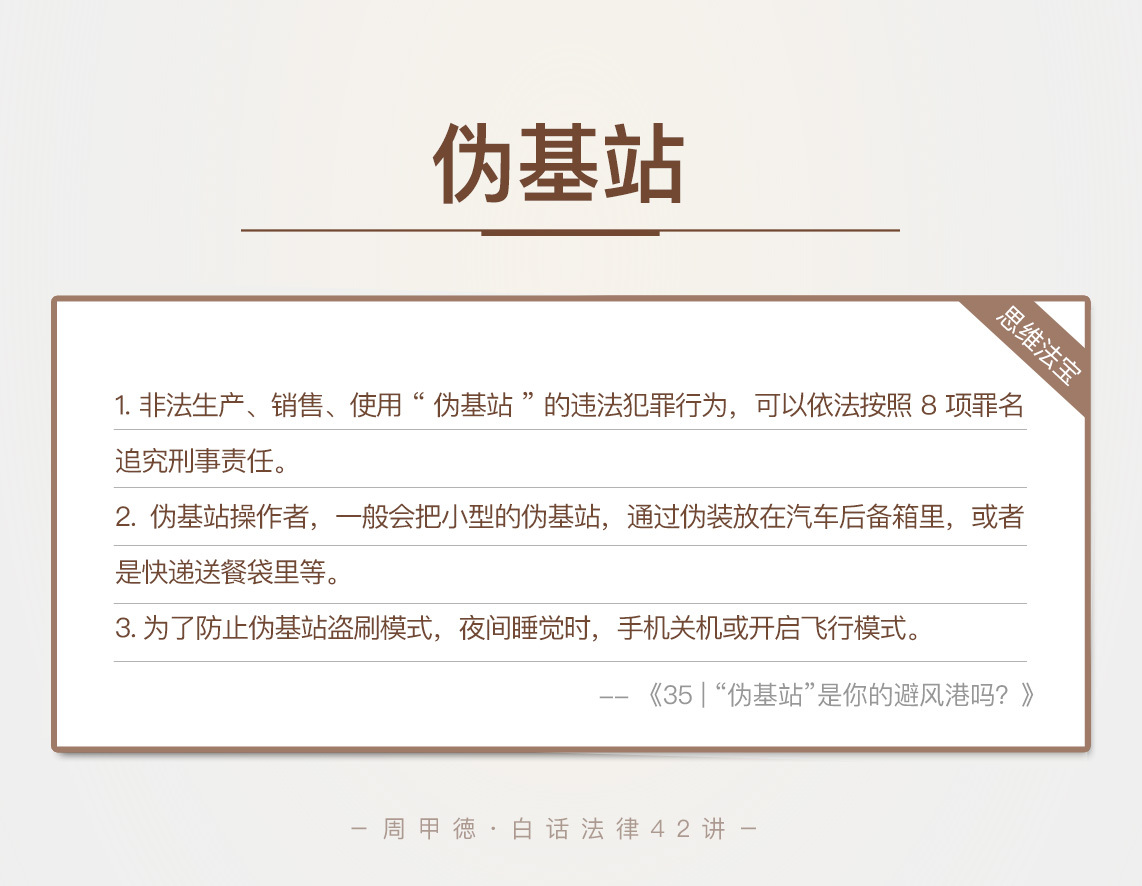 伪基站
思维法宝
1. 非法生产、销售、使用 “ 伪基站 ” 的违法犯罪行为，可以依法按照 8 项罪名
追究刑事责任。
2. 伪基站操作者，一般会把小型的伪基站，通过伪装放在汽车后备箱里，或者
是快递送餐袋里等。
3. 为了防止伪基站盗刷模式，夜间睡觉时，手机关机或开启飞行模式。
-- 《35 | “伪基站”是你的避风港吗？》
- 周甲德·白话法律42讲 -